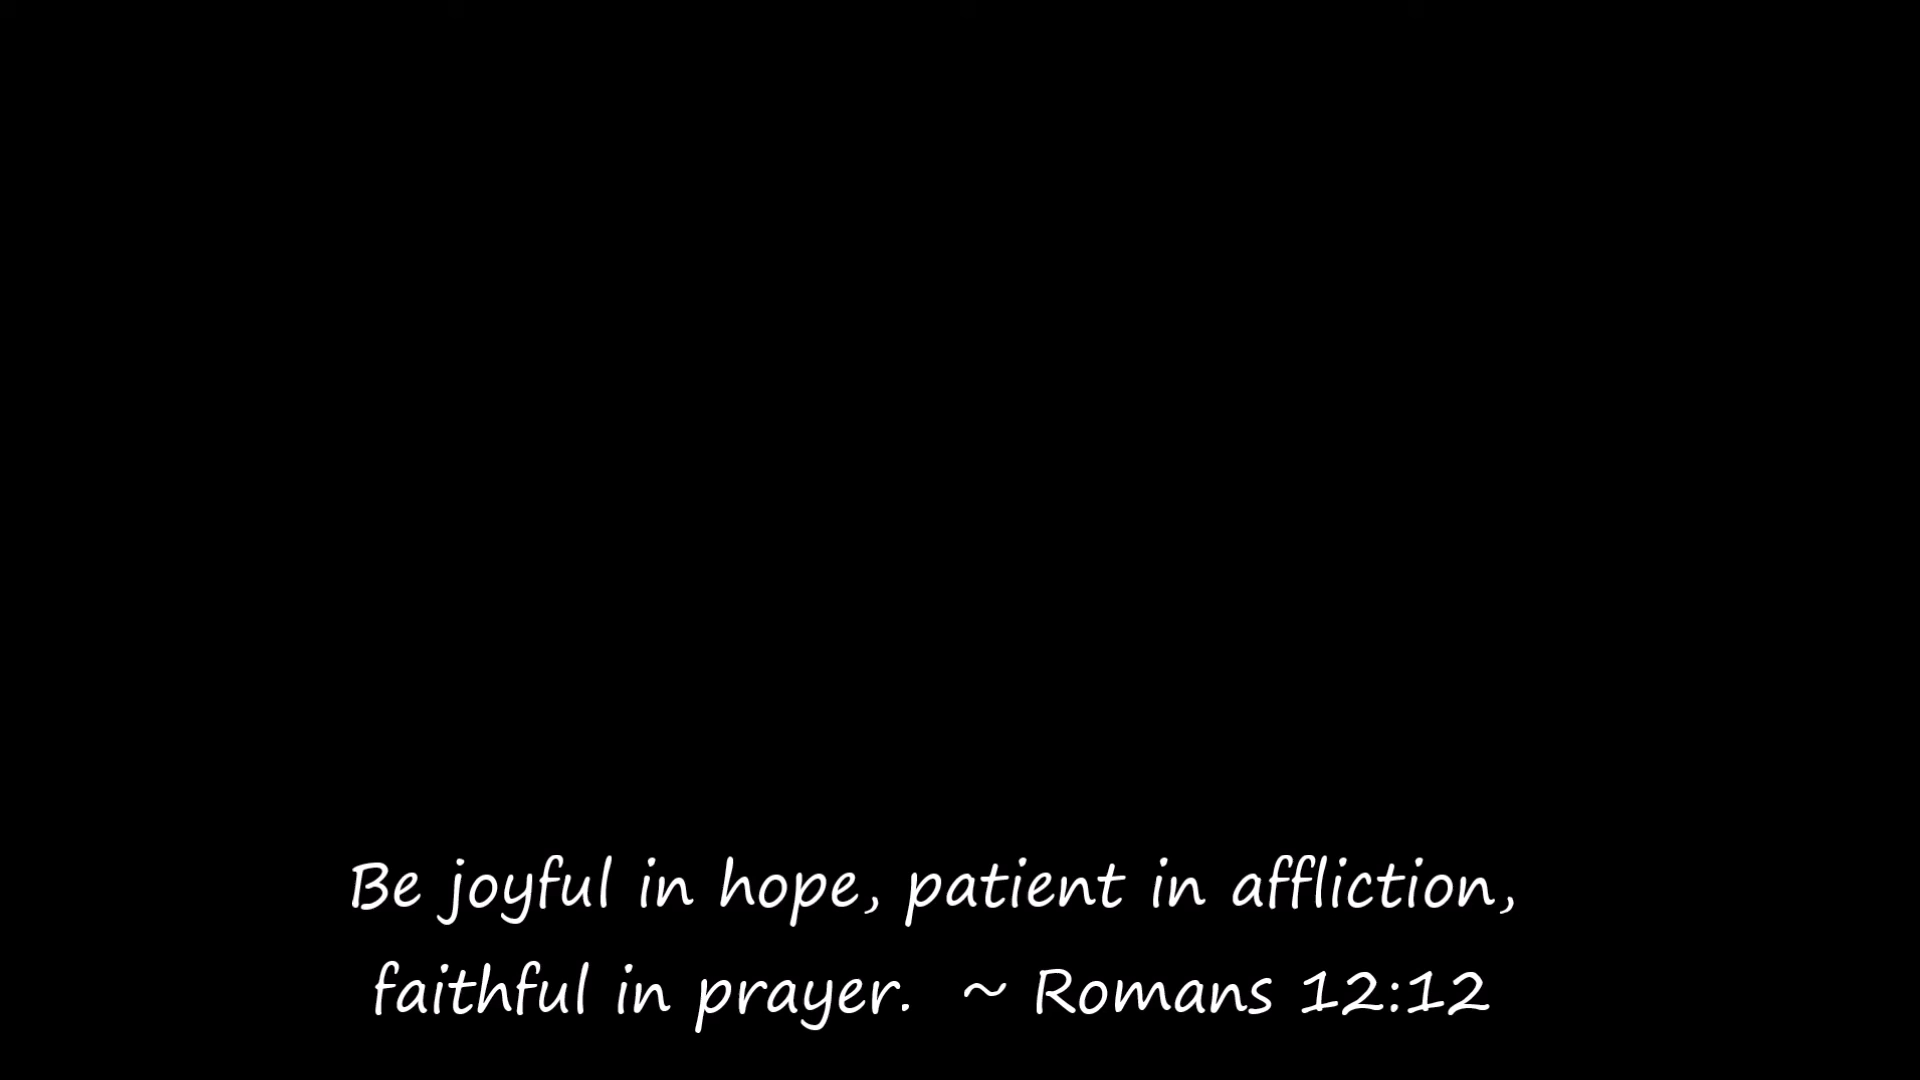 Be joyful in hope, patient in affliction,
faithful in prayer.  ~ Romans 12:12